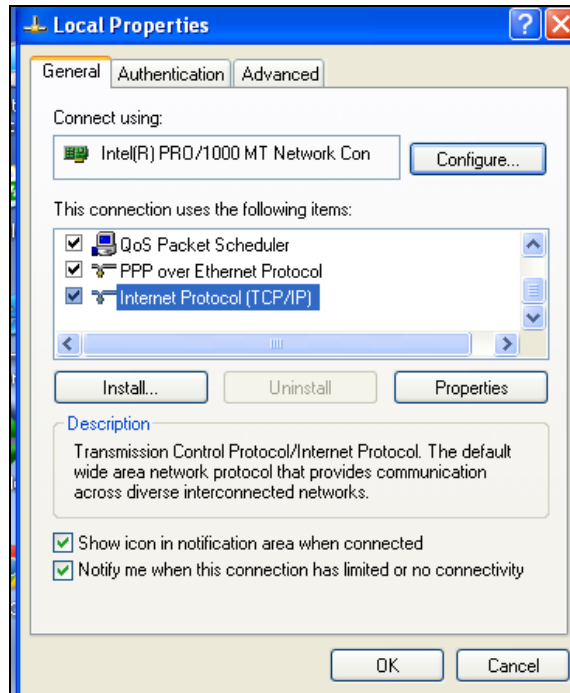 Local Properties
General Authentication Advanced
Connect using:
Intel(R) PRO/1000 MT Network Con
Configure...
This connection uses the following items:
QoS Packet Scheduler
PPP over Ethernet Protocol
Internet Protocol (TCP/IP)
Install... Uninstall Properties
Description
Transmission Control Protocol/Internet Protocol. The default
wide area network protocol that provides communication
across diverse interconnected networks.
Show icon in notification area when connected
Notify me when this connection has limited or no connectivity
OK Cancel